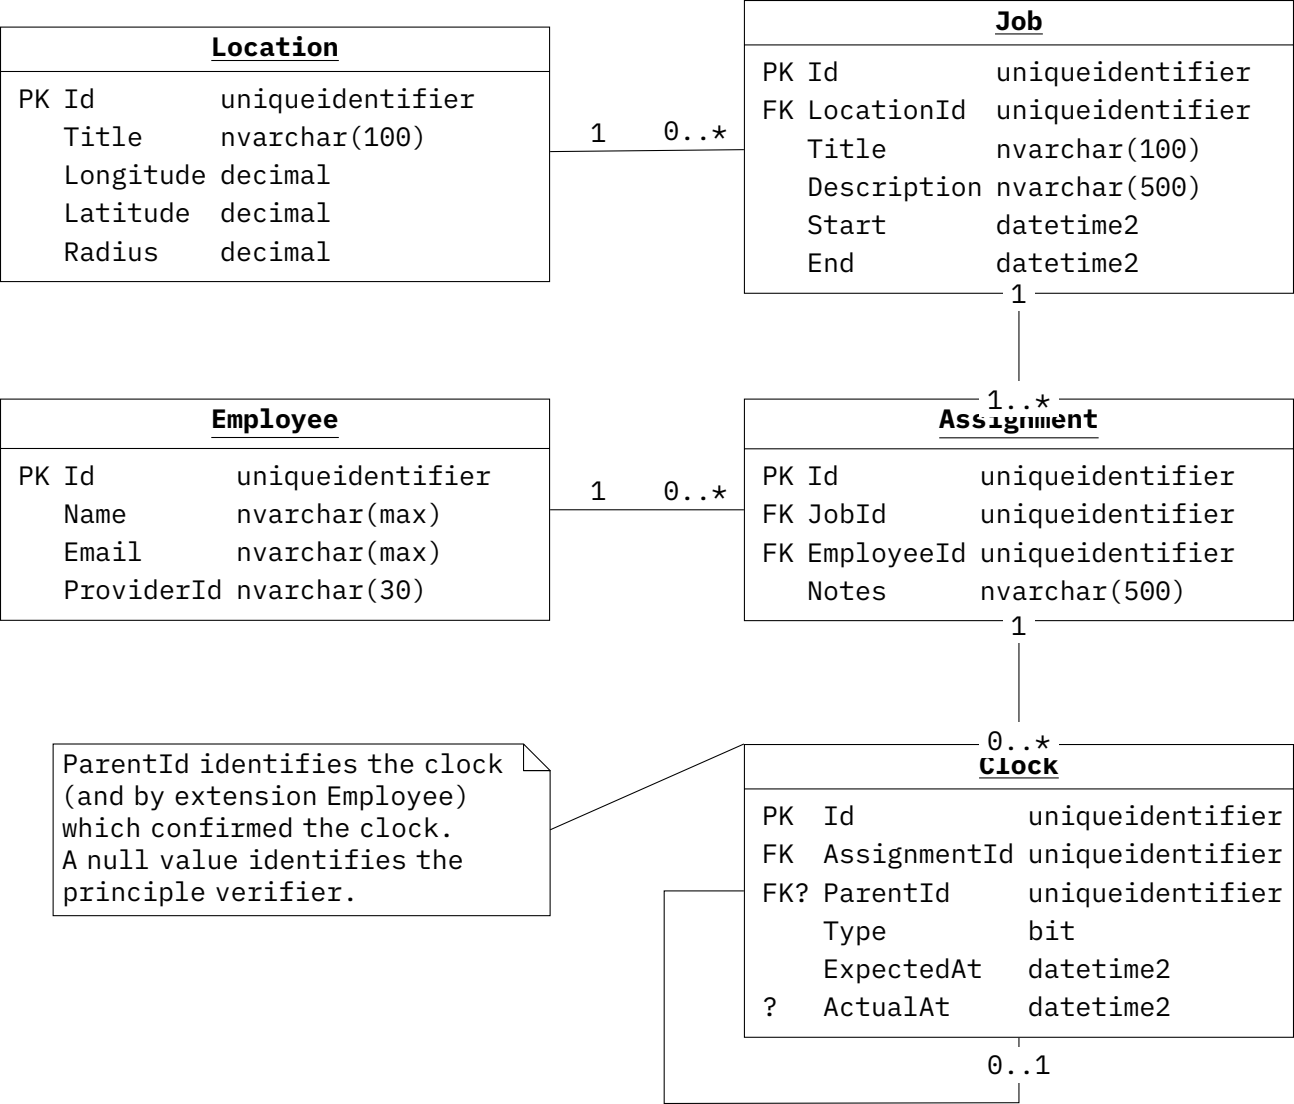 Location
PK Id uniqueidentifier
Title nvarchar(100)
Longitude decimal
Latitude decimal
Radius decimal
1 0..*
Job
PK Id uniqueidentifier
FK LocationId uniqueidentifier
Title nvarchar(100)
Description nvarchar(500)
Start datetime2
End datetime2
1
1..*
Employee
PK Id uniqueidentifier
Name nvarchar(max)
Email nvarchar(max)
ProviderId nvarchar(30)
1 0..*
Assignment
PK Id uniqueidentifier
FK JobId uniqueidentifier
FK EmployeeId uniqueidentifier
Notes nvarchar(500)
1
0..*
ParentId identifies the clock
(and by extension Employee)
which confirmed the clock.
A null value identifies the
principle verifier.
Clock
PK Id uniqueidentifier
FK AssignmentId uniqueidentifier
FK? ParentId uniqueidentifier
Type bit
ExpectedAt datetime2
? ActualAt datetime2
0..1